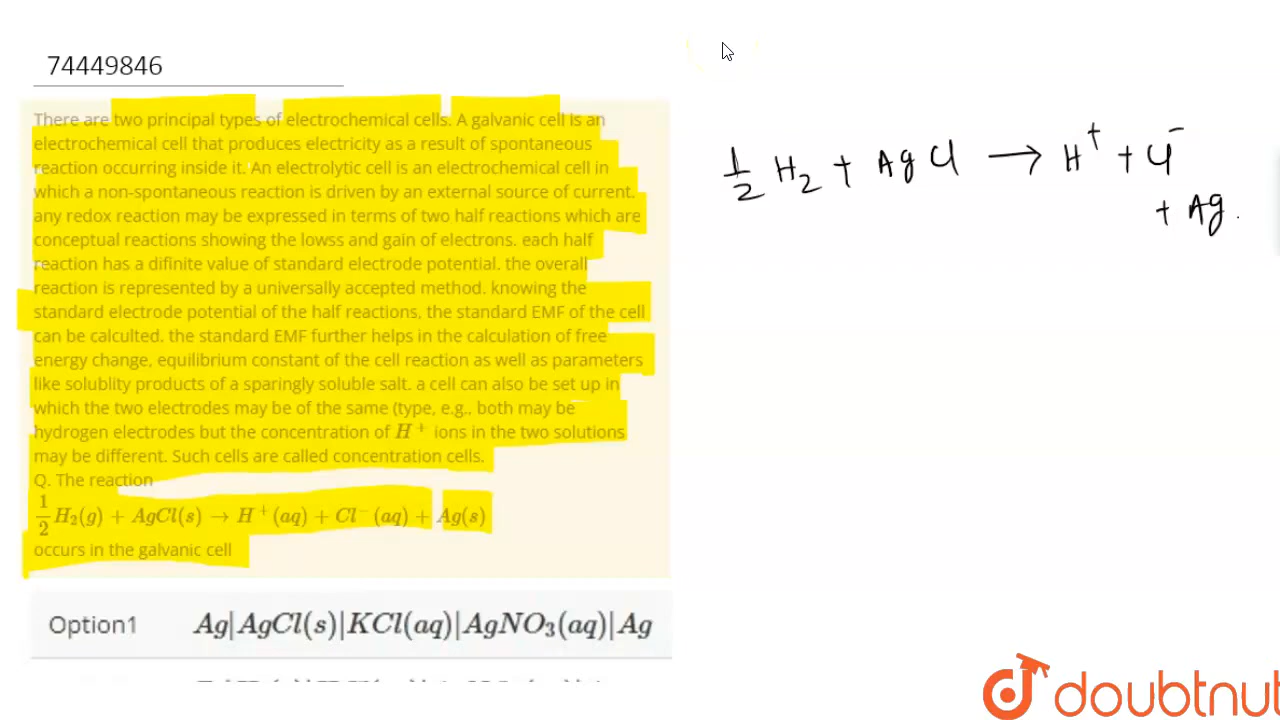 74449846
There are two principal types of electrochemical cells. A galvanic cell is an
electrochemical cell that produces electricity as a result of spontaneous
reaction occurring inside it. An electrolytic cell is an electrochemical cell in
which a non-spontaneous reaction is driven by an external source of current.
any redox reaction may be expressed in terms of two half reactions which are
conceptual reactions showing the lowss and gain of electrons. each half
reaction has a difinite value of standard electrode potential. the overall
reaction is represented by a universally accepted method. knowing the
standard electrode potential of the half reactions, the standard EMF of the cell
can be calculted. the standard EMF further helps in the calculation of free
energy change, equilibrium constant of the cell reaction as well as parameters
like solublity products of a sparingly soluble salt. a cell can also be set up in
which the two electrodes may be of the same (type, e.g., both may be
hydrogen electrodes but the concentration of H⁺ ions in the two solutions
may be different. Such cells are called concentration cells.
Q. The reaction
1/2 H₂(g) + AgCl(s) → H⁺(aq) + Cl⁻(aq) + Ag(s)
occurs in the galvanic cell
Option1 Ag|AgCl(s)|KCl(aq)|AgNO₃(aq)|Ag
1/2 H₂ + AgCl → H⁺ + Cl⁻
+ Ag.
doubtnut